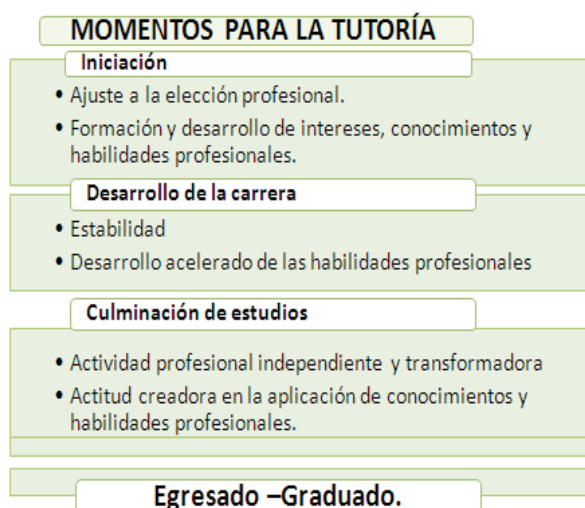 MOMENTOS PARA LA TUTORÍA
Iniciación
• Ajuste a la elección profesional.
• Formación y desarrollo de intereses, conocimientos y
habilidades profesionales.
Desarrollo de la carrera
• Estabilidad
• Desarrollo acelerado de las habilidades profesionales
Culminación de estudios
• Actividad profesional independiente y transformadora
• Actitud creadora en la aplicación de conocimientos y
habilidades profesionales.
Egresado –Graduado.